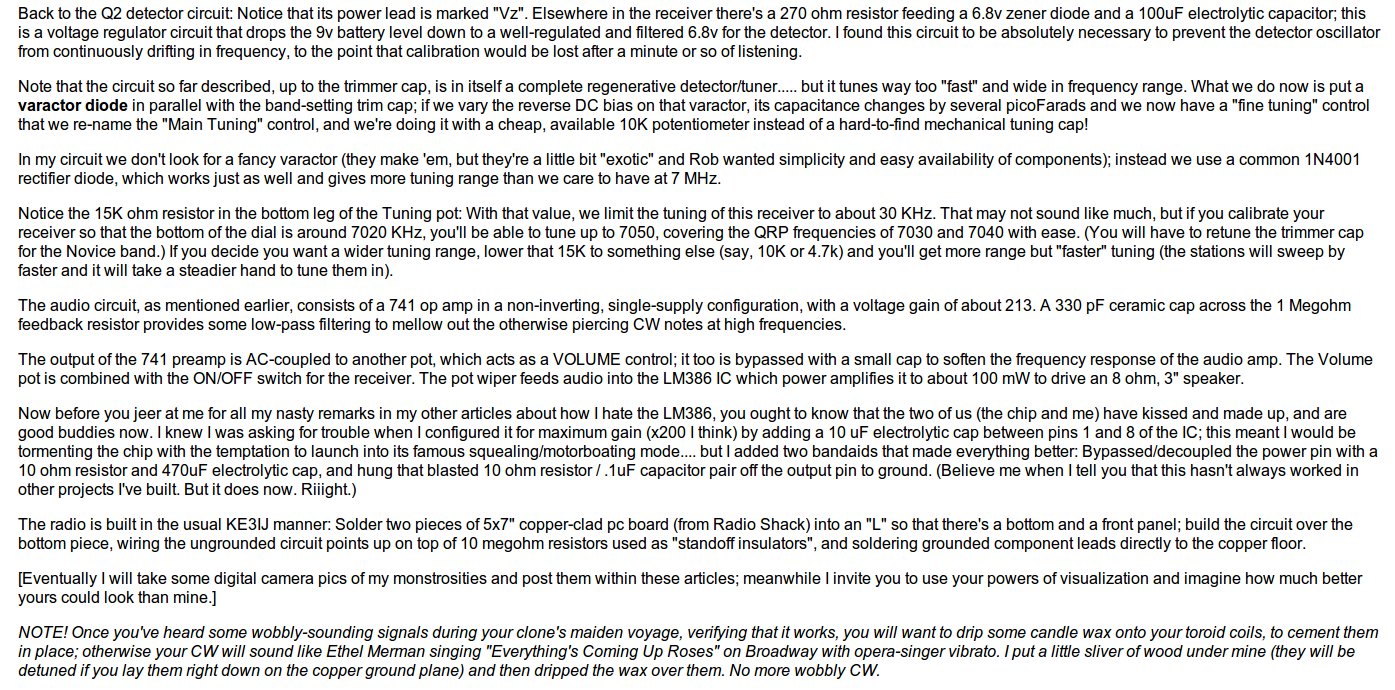 Back to the Q2 detector circuit: Notice that its power lead is marked "Vz". Elsewhere in the receiver there's a 270 ohm resistor feeding a 6.8v zener diode and a 100uF electrolytic capacitor; this
is a voltage regulator circuit that drops the 9v battery level down to a well-regulated and filtered 6.8v for the detector. I found this circuit to be absolutely necessary to prevent the detector oscillator
from continuously drifting in frequency, to the point that calibration would be lost after a minute or so of listening.
Note that the circuit so far described, up to the trimmer cap, is in itself a complete regenerative detector/tuner..... but it tunes way too "fast" and wide in frequency range. What we do now is put a
varactor diode in parallel with the band-setting trim cap; if we vary the reverse DC bias on that varactor, its capacitance changes by several picoFarads and we now have a "fine tuning" control
that we re-name the "Main Tuning" control, and we're doing it with a cheap, available 10K potentiometer instead of a hard-to-find mechanical tuning cap!
In my circuit we don't look for a fancy varactor (they make 'em, but they're a little bit "exotic" and Rob wanted simplicity and easy availability of components); instead we use a common 1N4001
rectifier diode, which works just as well and gives more tuning range than we care to have at 7 MHz.
Notice the 15K ohm resistor in the bottom leg of the Tuning pot: With that value, we limit the tuning of this receiver to about 30 KHz. That may not sound like much, but if you calibrate your
receiver so that the bottom of the dial is around 7020 KHz, you'll be able to tune up to 7050, covering the QRP frequencies of 7030 and 7040 with ease. (You will have to retune the trimmer cap
for the Novice band.) If you decide you want a wider tuning range, lower that 15K to something else (say, 10K or 4.7k) and you'll get more range but "faster" tuning (the stations will sweep by
faster and it will take a steadier hand to tune them in).
The audio circuit, as mentioned earlier, consists of a 741 op amp in a non-inverting, single-supply configuration, with a voltage gain of about 213. A 330 pF ceramic cap across the 1 Megohm
feedback resistor provides some low-pass filtering to mellow out the otherwise piercing CW notes at high frequencies.
The output of the 741 preamp is AC-coupled to another pot, which acts as a VOLUME control; it too is bypassed with a small cap to soften the frequency response of the audio amp. The Volume
pot is combined with the ON/OFF switch for the receiver. The pot wiper feeds audio into the LM386 IC which power amplifies it to about 100 mW to drive an 8 ohm, 3" speaker.
Now before you jeer at me for all my nasty remarks in my other articles about how I hate the LM386, you ought to know that the two of us (the chip and me) have kissed and made up, and are
good buddies now. I knew I was asking for trouble when I configured it for maximum gain (x200 I think) by adding a 10 uF electrolytic cap between pins 1 and 8 of the IC; this meant I would be
tormenting the chip with the temptation to launch into its famous squealing/motorboating mode.... but I added two bandaids that made everything better: Bypassed/decoupled the power pin with a
10 ohm resistor and 470uF electrolytic cap, and hung that blasted 10 ohm resistor / .1uF capacitor pair off the output pin to ground. (Believe me when I tell you that this hasn't always worked in
other projects I've built. But it does now. Riiight.)
The radio is built in the usual KE3IJ manner: Solder two pieces of 5x7" copper-clad pc board (from Radio Shack) into an "L" so that there's a bottom and a front panel; build the circuit over the
bottom piece, wiring the ungrounded circuit points up on top of 10 megohm resistors used as "standoff insulators", and soldering grounded component leads directly to the copper floor.
[Eventually I will take some digital camera pics of my monstrosities and post them within these articles; meanwhile I invite you to use your powers of visualization and imagine how much better
yours could look than mine.]
NOTE! Once you've heard some wobbly-sounding signals during your clone's maiden voyage, verifying that it works, you will want to drip some candle wax onto your toroid coils, to cement them
in place; otherwise your CW will sound like Ethel Merman singing "Everything's Coming Up Roses" on Broadway with opera-singer vibrato. I put a little sliver of wood under mine (they will be
detuned if you lay them right down on the copper ground plane) and then dripped the wax over them. No more wobbly CW.